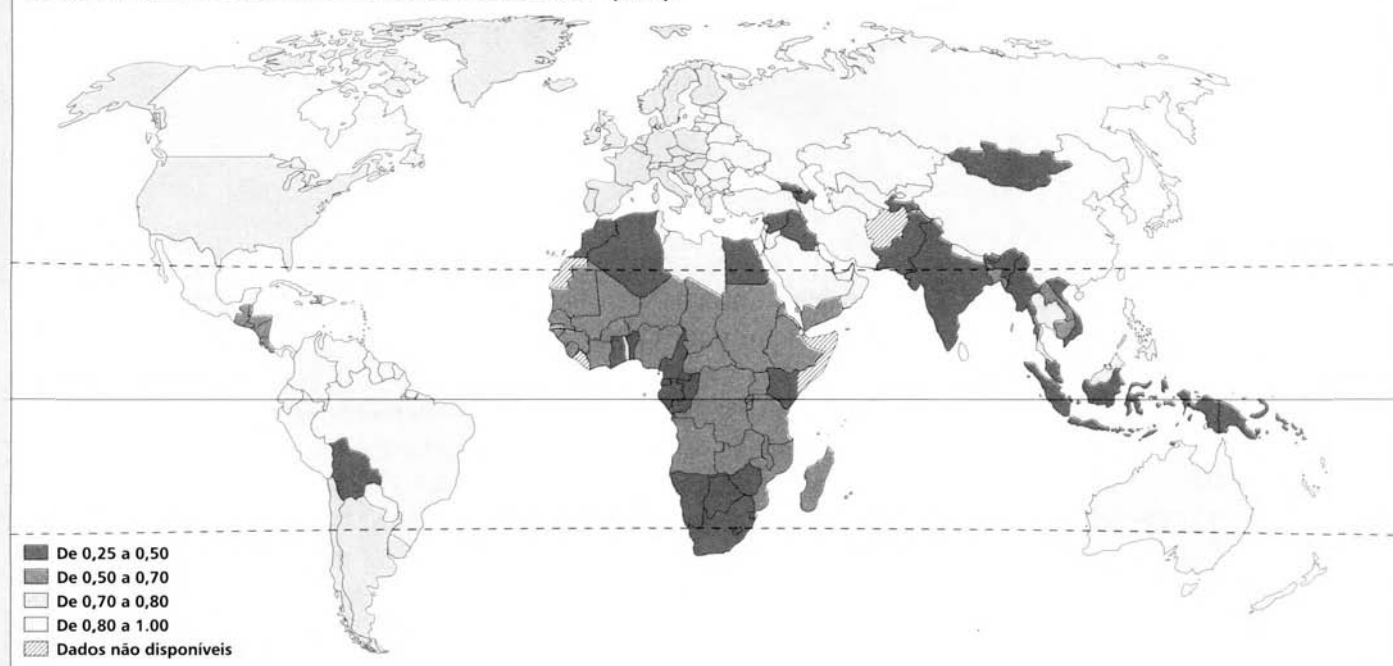 De 0,25 a 0,50
De 0,50 a 0,70
De 0,70 a 0,80
De 0,80 a 1.00
Dados não disponíveis